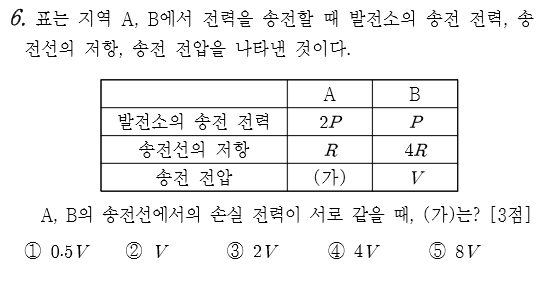 6. 표는 지역 A, B에서 전력을 송전할 때 발전소의 송전 전력, 송
전선의 저항, 송전 전압을 나타낸 것이다.
A B
발전소의 송전 전력 2P P
송전선의 저항 R 4R
송전 전압 (가) V
A, B의 송전선에서의 손실 전력이 서로 같을 때, (가)는? [3점]
① 0.5V ② V ③ 2V ④ 4V ⑤ 8V